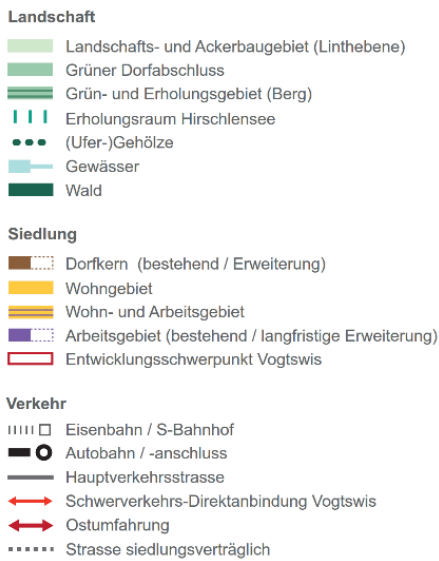 Landschaft
Landschafts- und Ackerbaugebiet (Linthebene)
Grüner Dorfabschluss
Grün- und Erholungsgebiet (Berg)
Erholungsraum Hirschlensee
(Ufer-)Gehölze
Gewässer
Wald
Siedlung
Dorfkern (bestehend / Erweiterung)
Wohngebiet
Wohn- und Arbeitsgebiet
Arbeitsgebiet (bestehend / langfristige Erweiterung)
Entwicklungsschwerpunkt Vogtswis
Verkehr
Eisenbahn / S-Bahnhof
Autobahn / -anschluss
Hauptverkehrsstrasse
Schwerverkehrs-Direktanbindung Vogtswis
Ostumfahrung
Strasse siedlungsverträglich